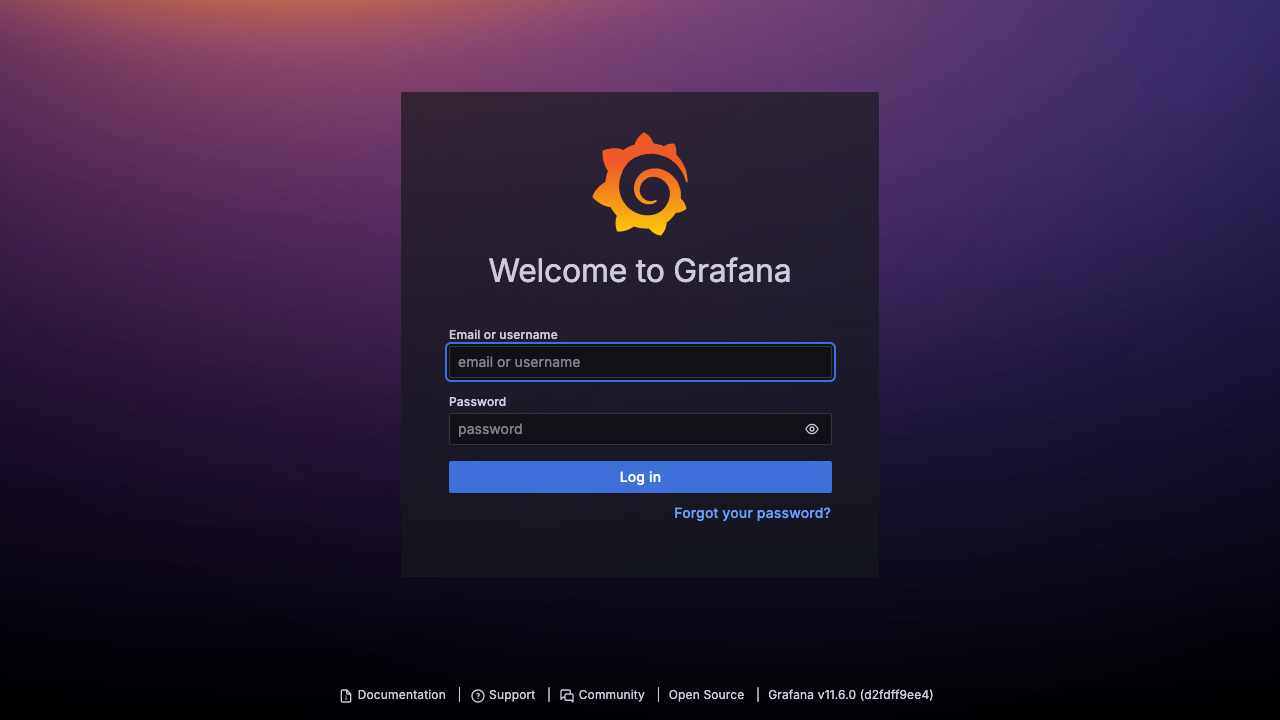 Welcome to Grafana
Email or username
email or username
Password
password
Log in
Forgot your password?
Documentation | Support | Community | Open Source | Grafana v11.6.0 (d2fdff9ee4)